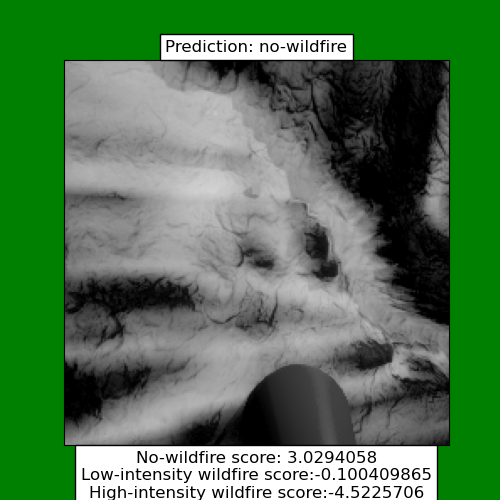 Prediction: no-wildfire
No-wildfire score: 3.0294058
Low-intensity wildfire score:-0.100409865
High-intensity wildfire score:-4.5225706